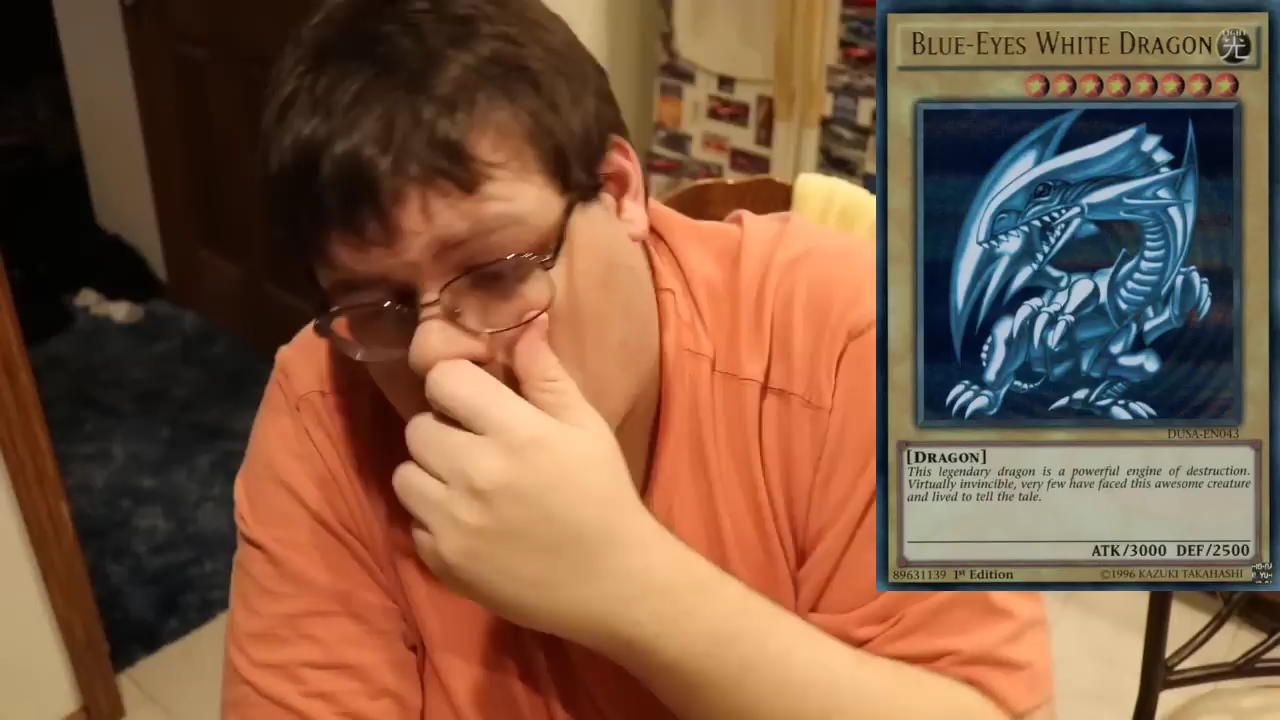 BLUE-EYES WHITE DRAGON
LIGHT
光
DUSA-EN043
[DRAGON]
This legendary dragon is a powerful engine of destruction.
Virtually invincible, very few have faced this awesome creature
and lived to tell the tale.
ATK/3000 DEF/2500
89631139 1st Edition ©1996 KAZUKI TAKAHASHI